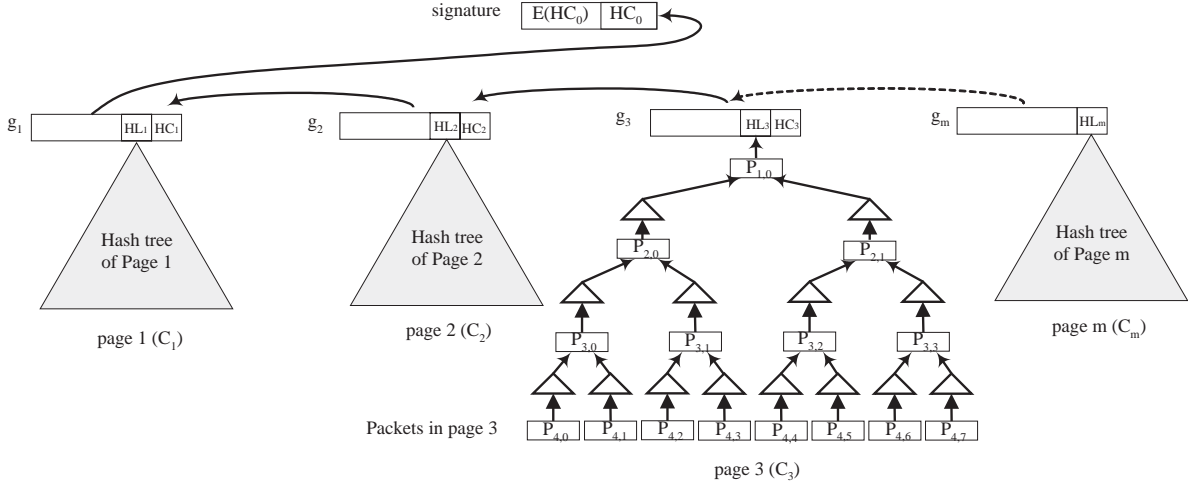 signature E(HC₀) HC₀
g₁ HL₁ HC₁ g₂ HL₂ HC₂ g₃ HL₃ HC₃ gₘ HLₘ
P₁,₀
Hash tree of Page 1
Hash tree of Page 2
Hash tree of Page m
P₂,₀ P₂,₁
page 1 (C₁) page 2 (C₂) page m (Cₘ)
P₃,₀ P₃,₁ P₃,₂ P₃,₃
Packets in page 3 P₄,₀ P₄,₁ P₄,₂ P₄,₃ P₄,₄ P₄,₅ P₄,₆ P₄,₇
page 3 (C₃)